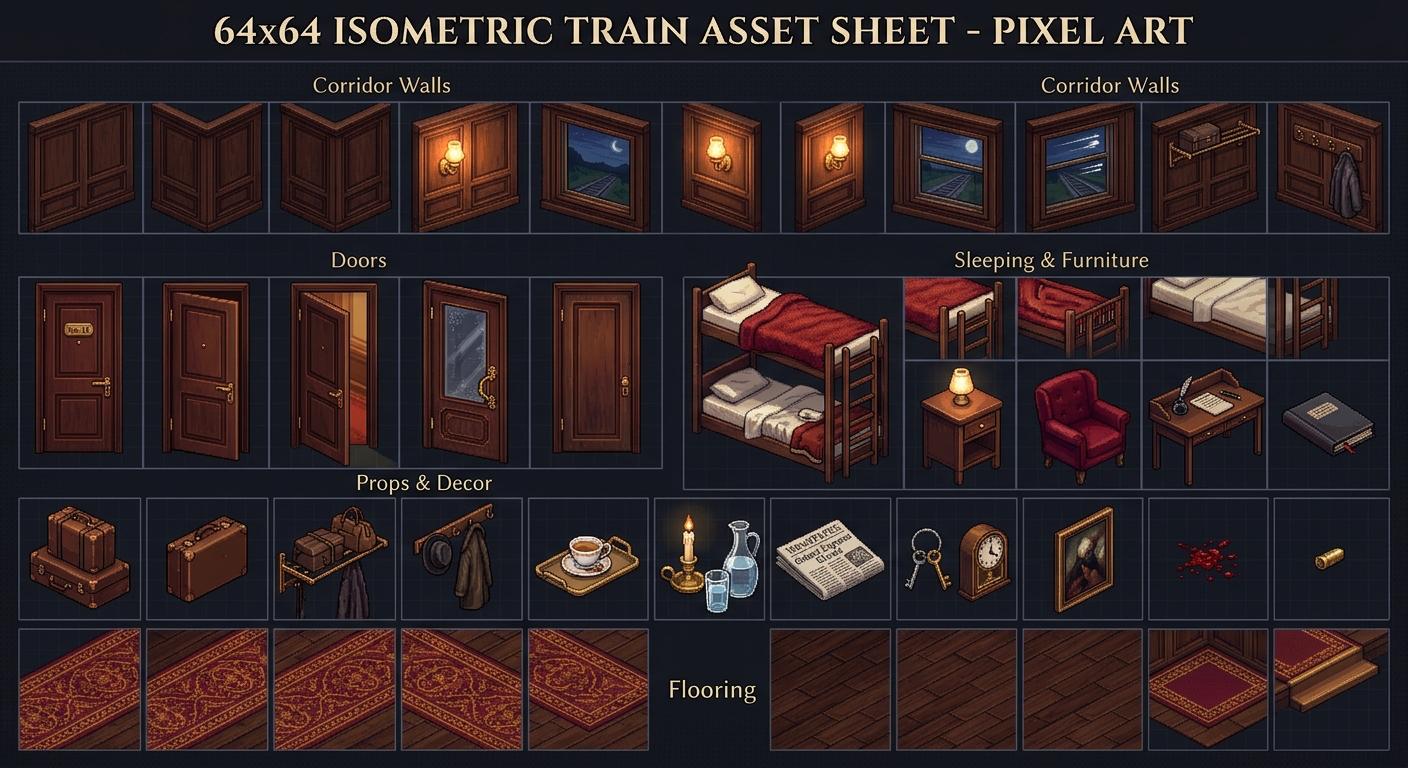 64x64 ISOMETRIC TRAIN ASSET SHEET - PIXEL ART
Corridor Walls
Corridor Walls
Doors
Sleeping & Furniture
Props & Decor
Flooring